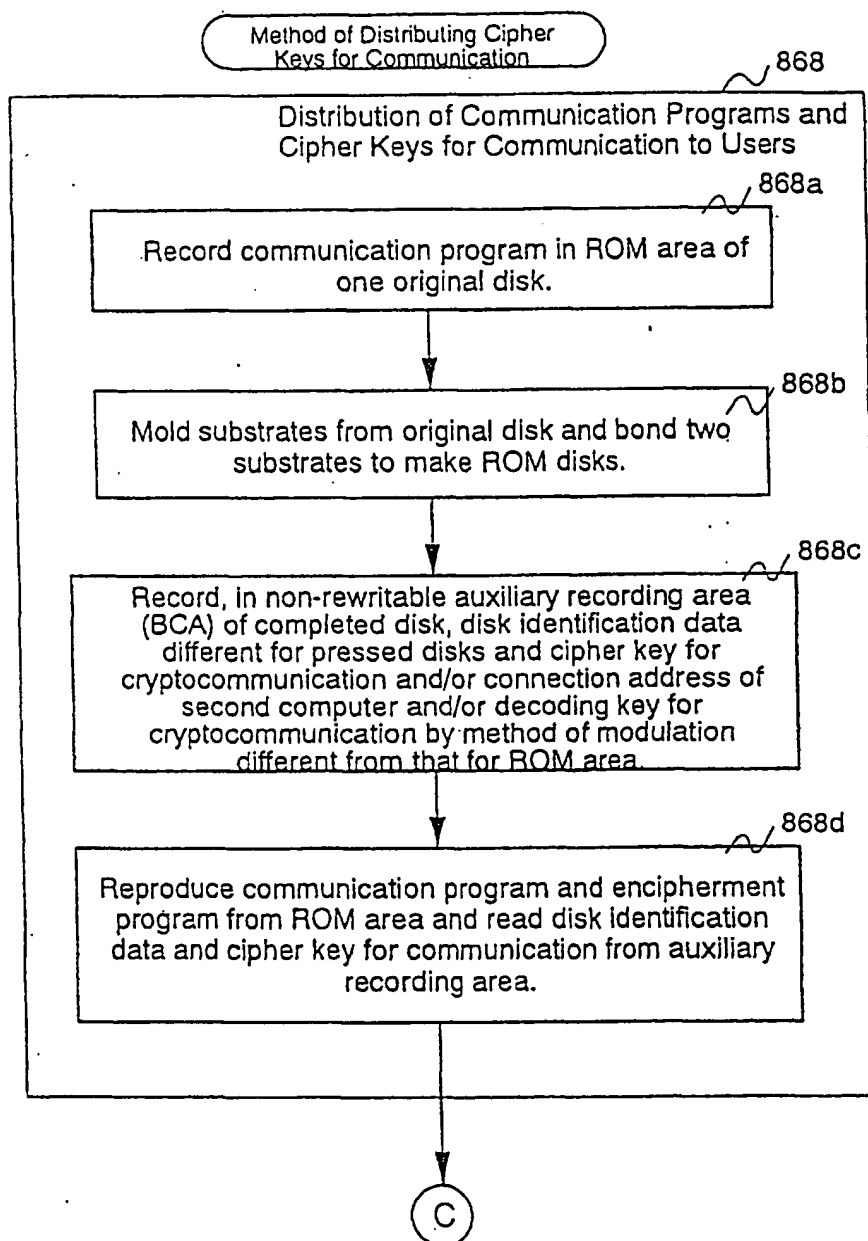 Method of Distributing Cipher
Keys for Communication
868
Distribution of Communication Programs and
Cipher Keys for Communication to Users
868a
Record communication program in ROM area of
one original disk.
868b
Mold substrates from original disk and bond two
substrates to make ROM disks.
868c
Record, in non-rewritable auxiliary recording area
(BCA) of completed disk, disk identification data
different for pressed disks and cipher key for
cryptocommunication and/or connection address of
second computer and/or decoding key for
cryptocommunication by method of modulation
different from that for ROM area.
868d
Reproduce communication program and encipherment
program from ROM area and read disk identification
data and cipher key for communication from auxiliary
recording area.
C